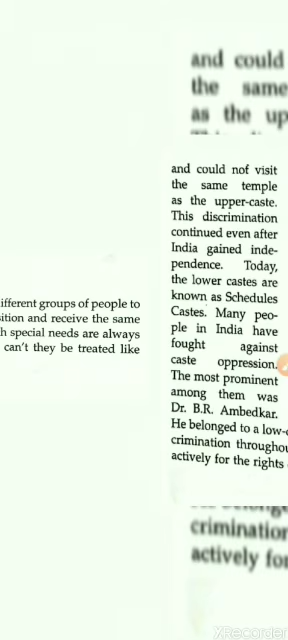 and could
the same
as the up
ifferent groups of people to
sition and receive the same
h special needs are always
can't they be treated like
and could nof visit
the same temple
as the upper-caste.
This discrimination
continued even after
India gained inde-
pendence. Today,
the lower castes are
known as Schedules
Castes. Many peo-
ple in India have
fought against
caste oppression.
The most prominent
among them was
Dr. B.R. Ambedkar.
He belonged to a low-c
crimination throughou
actively for the rights
crimination
actively for
XRecorder